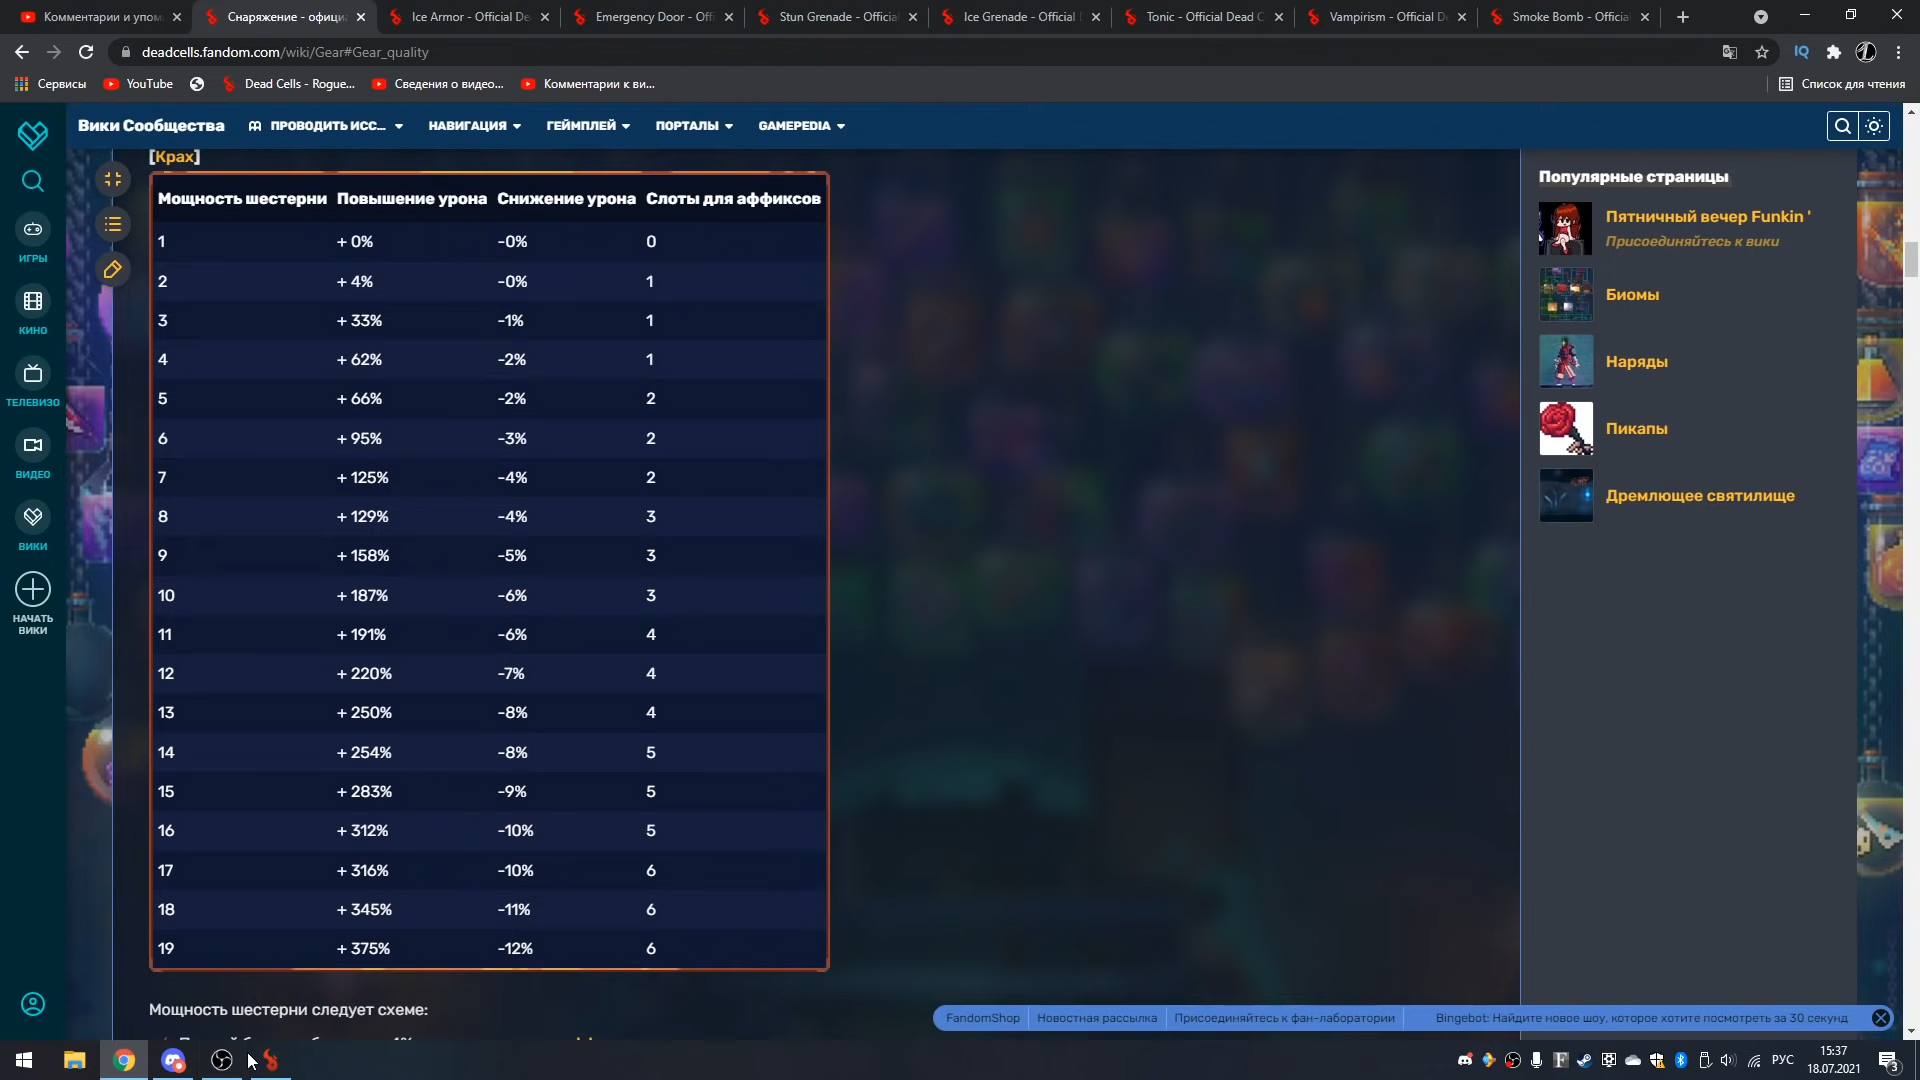 Комментарии и упом
Снаряжение - официа
Ice Armor - Official De
Emergency Door - Offi
Stun Grenade - Official
Ice Grenade - Official
Tonic - Official Dead C
Vampirism - Official De
Smoke Bomb - Official
deadcells.fandom.com/wiki/Gear#Gear_quality
Сервисы
YouTube
Dead Cells - Rogue...
Сведения о видео...
Комментарии к ви...
Список для чтения
Вики Сообщества
ПРОВОДИТЬ ИСС...
НАВИГАЦИЯ
ГЕЙМПЛЕЙ
ПОРТАЛЫ
GAMEPEDIA
ИГРЫ
КИНО
ТЕЛЕВИЗО
ВИДЕО
ВИКИ
НАЧАТЬ
ВИКИ
[Крах]
Мощность шестерни Повышение урона Снижение урона Слоты для аффиксов
1 + 0% -0% 0
2 + 4% -0% 1
3 + 33% -1% 1
4 + 62% -2% 1
5 + 66% -2% 2
6 + 95% -3% 2
7 + 125% -4% 2
8 + 129% -4% 3
9 + 158% -5% 3
10 + 187% -6% 3
11 + 191% -6% 4
12 + 220% -7% 4
13 + 250% -8% 4
14 + 254% -8% 5
15 + 283% -9% 5
16 + 312% -10% 5
17 + 316% -10% 6
18 + 345% -11% 6
19 + 375% -12% 6
Мощность шестерни следует схеме:
Популярные страницы
Пятничный вечер Funkin '
Присоединяйтесь к вики
Биомы
Наряды
Пикапы
Дремлющее святилище
FandomShop
Новостная рассылка
Присоединяйтесь к фан-лаборатории
Bingebot: Найдите новое шоу, которое хотите посмотреть за 30 секунд
РУС
15:37
18.07.2021
3